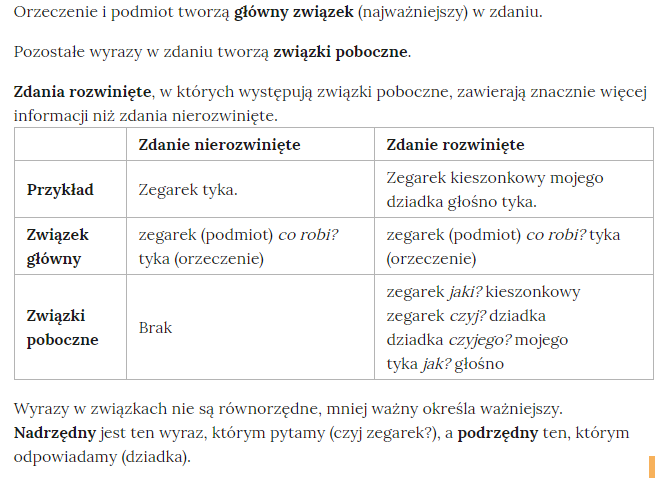 Orzeczenie i podmiot tworzą główny związek (najważniejszy) w zdaniu.
Pozostałe wyrazy w zdaniu tworzą związki poboczne.
Zdania rozwinięte, w których występują związki poboczne, zawierają znacznie więcej
informacji niż zdania nierozwinięte.
Zdanie nierozwinięte
Zdanie rozwinięte
Przykład
Zegarek tyka.
Zegarek kieszonkowy mojego
dziadka głośno tyka.
Związek
główny
zegarek (podmiot) co robi?
tyka (orzeczenie)
zegarek (podmiot) co robi? tyka
(orzeczenie)
Związki
poboczne
Brak
zegarek jaki? kieszonkowy
zegarek czyj? dziadka
dziadka czyjego? mojego
tyka jak? głośno
Wyrazy w związkach nie są równorzędne, mniej ważny określa ważniejszy.
Nadrzędny jest ten wyraz, którym pytamy (czyj zegarek?), a podrzędny ten, którym
odpowiadamy (dziadka).